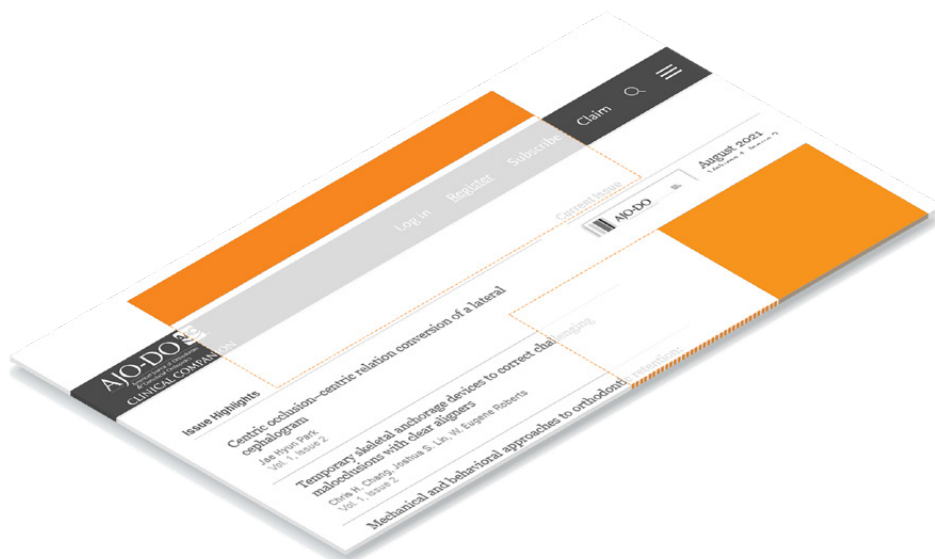 AJO-DO
CLINICAL COMPANION
Log in
Register
Subscribe
Claim
Issue Highlights
Current Issue
August 2021
AJO-DO
Centric occlusion–centric relation conversion of a lateral
cephalogram
Jae Hyun Park
Vol. 1, Issue 2
Temporary skeletal anchorage devices to correct challenging
malocclusions with clear aligners
Chris H. Chang, Joshua S. Lin, W. Eugene Roberts
Vol. 1, Issue 2
Mechanical and behavioral approaches to orthodontic retention: